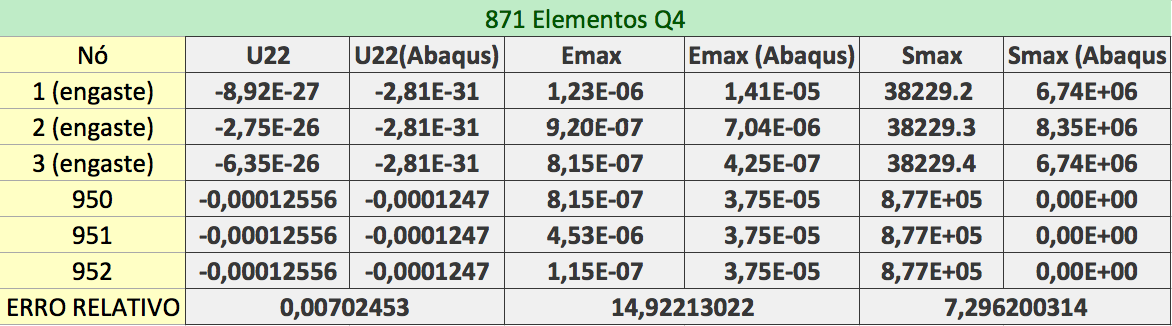 871 Elementos Q4
Nó U22 U22(Abaqus) Emax Emax (Abaqus) Smax Smax (Abaqus
1 (engaste) -8,92E-27 -2,81E-31 1,23E-06 1,41E-05 38229.2 6,74E+06
2 (engaste) -2,75E-26 -2,81E-31 9,20E-07 7,04E-06 38229.3 8,35E+06
3 (engaste) -6,35E-26 -2,81E-31 8,15E-07 4,25E-07 38229.4 6,74E+06
950 -0,00012556 -0,0001247 8,15E-07 3,75E-05 8,77E+05 0,00E+00
951 -0,00012556 -0,0001247 4,53E-06 3,75E-05 8,77E+05 0,00E+00
952 -0,00012556 -0,0001247 1,15E-07 3,75E-05 8,77E+05 0,00E+00
ERRO RELATIVO 0,00702453 14,92213022 7,296200314